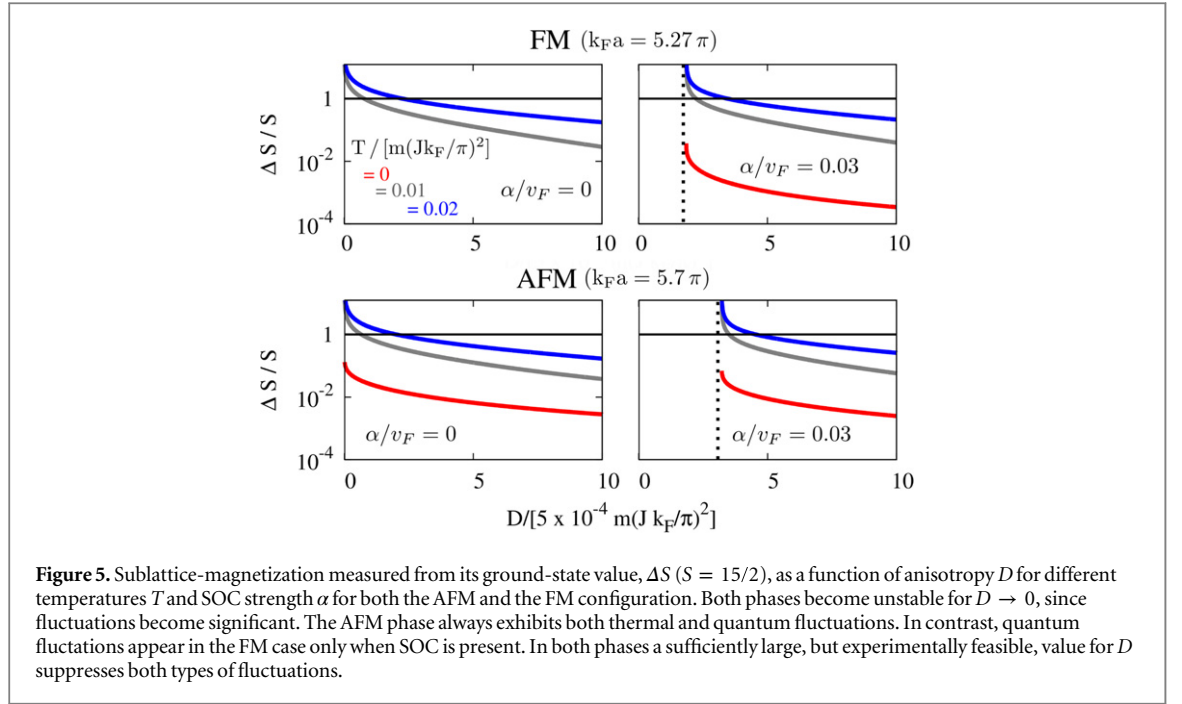 FM (k_F a = 5.27 π)
Δ S / S
1
10^-2
10^-4
T / [m(Jk_F/π)^2]
= 0
= 0.01
= 0.02
α/v_F = 0
α/v_F = 0.03
0 5 10 0 5 10
AFM (k_F a = 5.7 π)
Δ S / S
1
10^-2
10^-4
α/v_F = 0
α/v_F = 0.03
0 5 10 0 5 10
D/[5 x 10^-4 m(J k_F/π)^2]
Figure 5. Sublattice-magnetization measured from its ground-state value, ΔS (S = 15/2), as a function of anisotropy D for different
temperatures T and SOC strength α for both the AFM and the FM configuration. Both phases become unstable for D → 0, since
fluctuations become significant. The AFM phase always exhibits both thermal and quantum fluctuations. In contrast, quantum
fluctations appear in the FM case only when SOC is present. In both phases a sufficiently large, but experimentally feasible, value for D
suppresses both types of fluctuations.